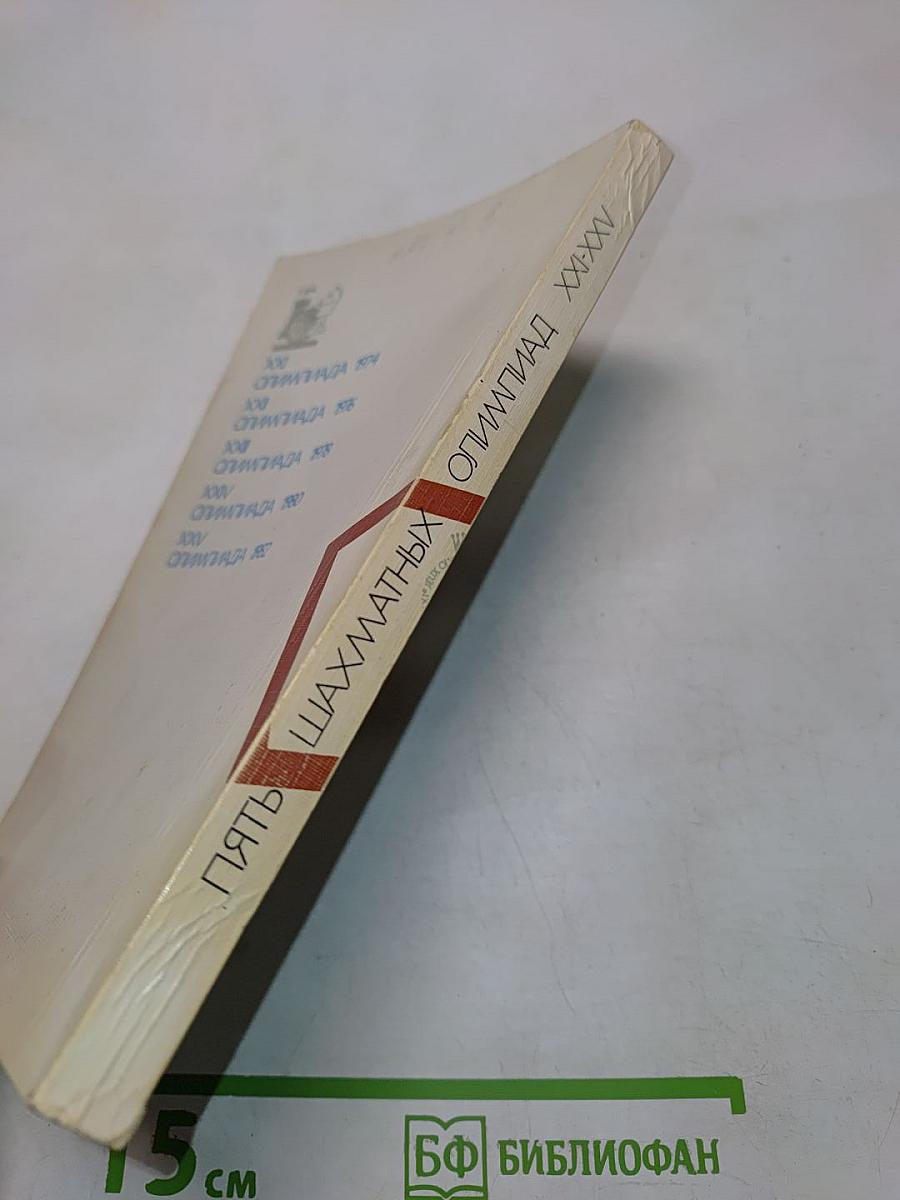 XXI
ОЛИМПИАДА 1974
XXII
ОЛИМПИАДА 1976
XXIII
ОЛИМПИАДА 1978
XXIV
ОЛИМПИАДА 1980
XXV
ОЛИМПИАДА 1982
ПЯТЬ ШАХМАТНЫХ ОЛИМПИАД XXI-XXV
15 см
БФ БИБЛИОФАН